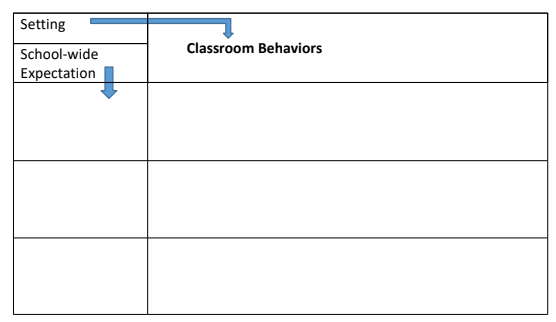 Setting
Classroom Behaviors
School-wide
Expectation